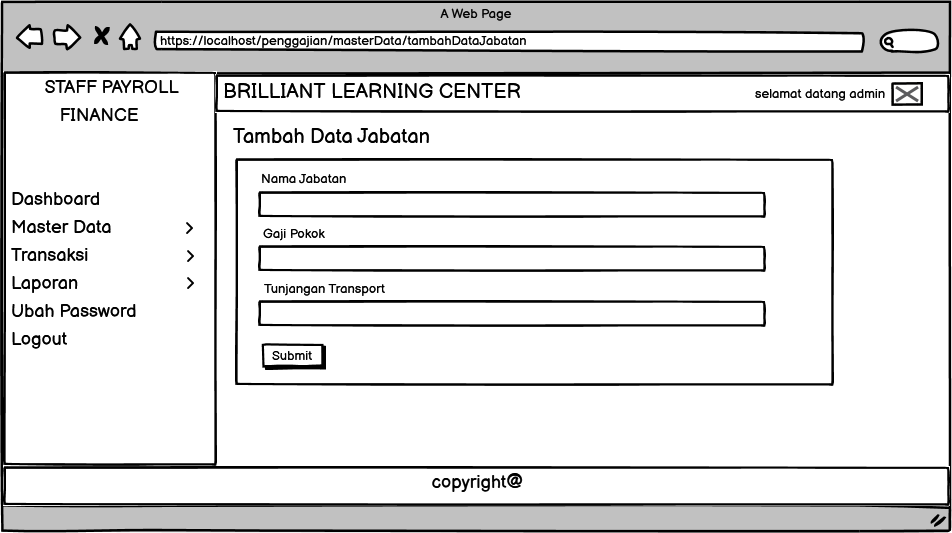 A Web Page
https://localhost/penggajian/masterData/tambahDataJabatan
STAFF PAYROLL
FINANCE
BRILLIANT LEARNING CENTER
selamat datang admin
Tambah Data Jabatan
Dashboard
Master Data
Transaksi
Laporan
Ubah Password
Logout
Nama Jabatan
Gaji Pokok
Tunjangan Transport
Submit
copyright@